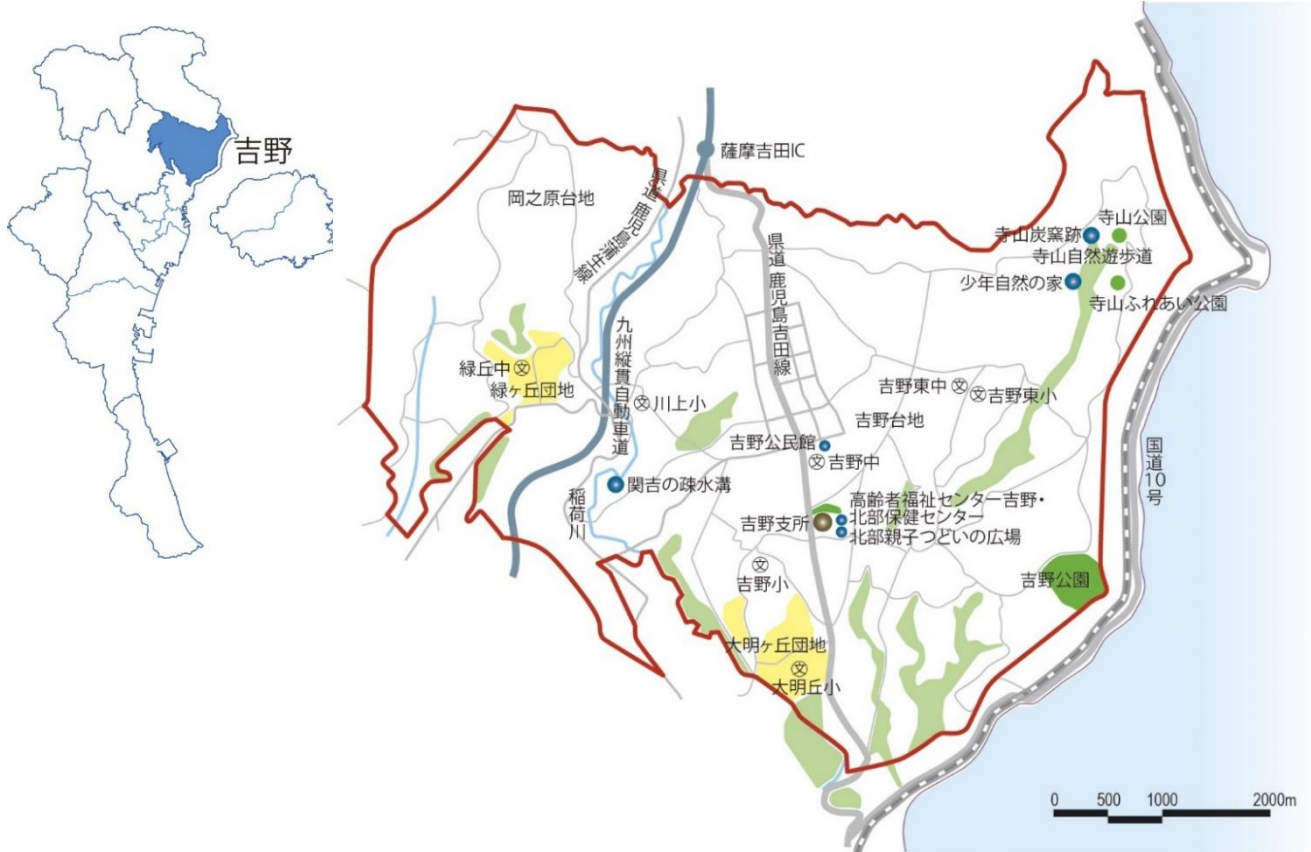 吉野
薩摩吉田IC
岡之原台地
県道 鹿児島蒲生線
県道 鹿児島吉田線
寺山公園
寺山炭窯跡
寺山自然遊歩道
少年自然の家
寺山ふれあい公園
九州縦貫自動車道
緑丘中
文
緑ヶ丘団地
文
川上小
吉野東中
文
文
吉野東小
吉野台地
吉野公民館
文
吉野中
国道10号
関吉の疎水溝
稲荷川
高齢者福祉センター吉野・
北部保健センター
吉野支所
北部親子つどいの広場
文
吉野小
吉野公園
大明ヶ丘団地
文
大明丘小
0 500 1000 2000m